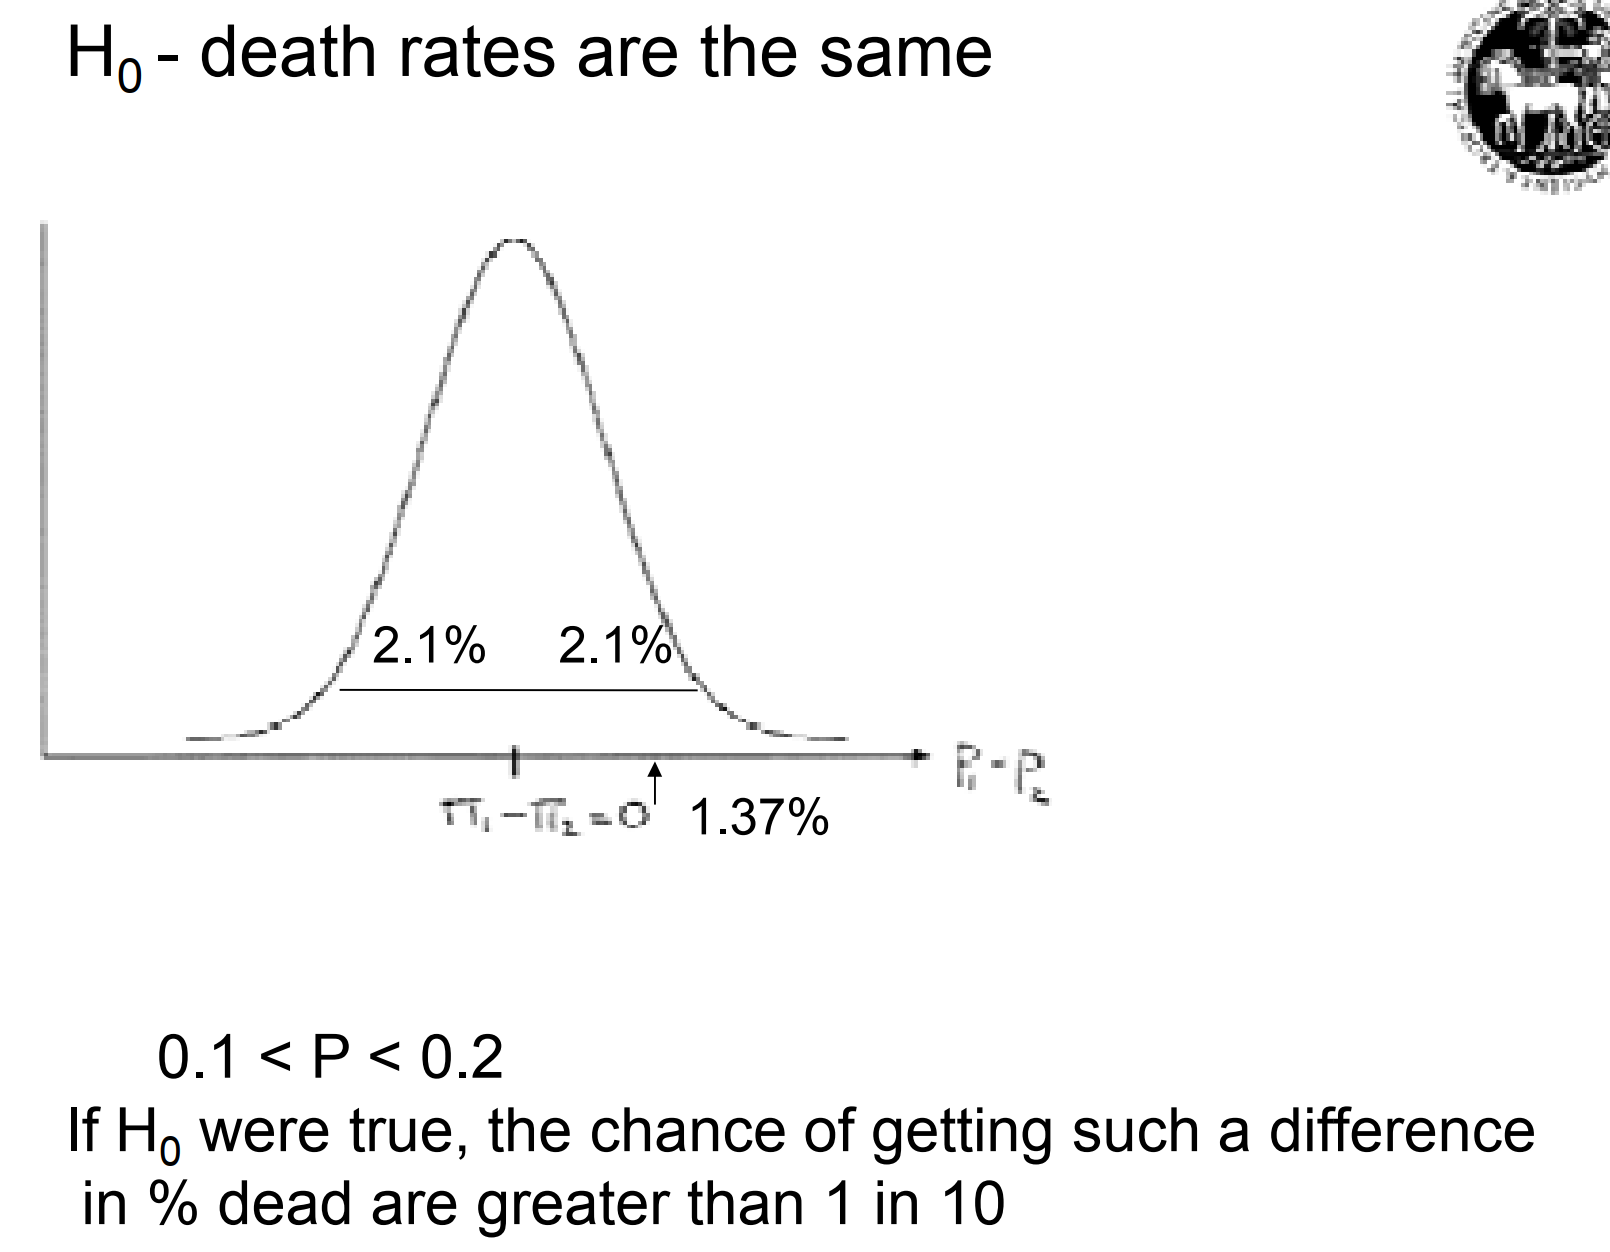 H₀ - death rates are the same
2.1% 2.1%
P₁-P₂
π₁-π₂=0 1.37%
0.1 < P < 0.2
If H₀ were true, the chance of getting such a difference
in % dead are greater than 1 in 10